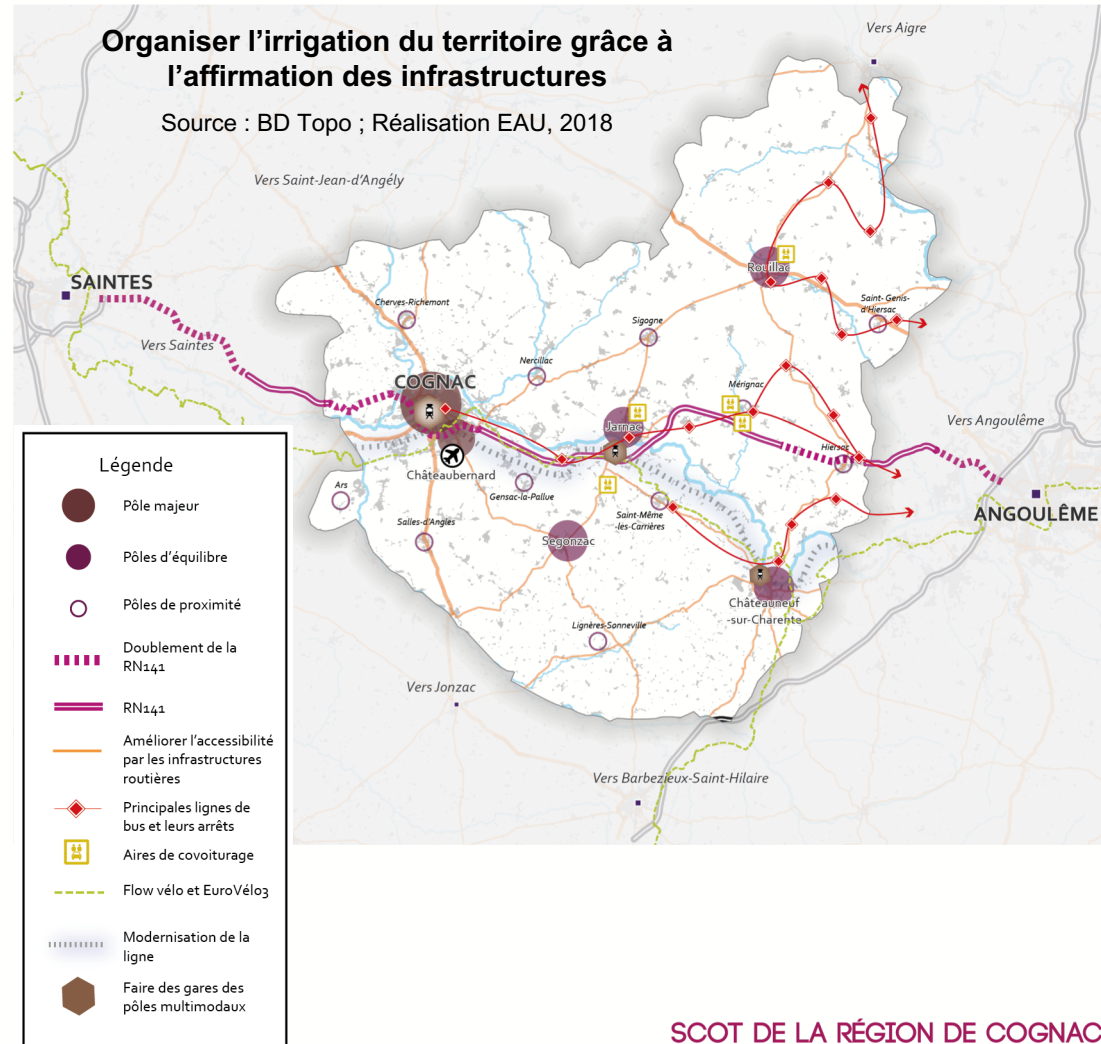 Organiser l'irrigation du territoire grâce à
l'affirmation des infrastructures
Source : BD Topo ; Réalisation EAU, 2018
Vers Aigre
Vers Saint-Jean-d'Angély
SAINTES
Vers Saintes
Cherves-Richemont
Rouillac
Saint- Genis-
d'Hiersac
Sigogne
Nercillac
COGNAC
Mérignac
Jarnac
Vers Angoulême
Hiersac
Châteaubernard
Ars
Gensac-la-Pallue
Saint-Même
-les-Carrières
ANGOULÊME
Salles-d'Angles
Segonzac
Châteauneuf
-sur-Charente
Lignères-Sonneville
Vers Jonzac
Vers Barbezieux-Saint-Hilaire
Légende
Pôle majeur
Pôles d'équilibre
Pôles de proximité
Doublement de la
RN141
RN141
Améliorer l'accessibilité
par les infrastructures
routières
Principales lignes de
bus et leurs arrêts
Aires de covoiturage
Flow vélo et EuroVélo3
Modernisation de la
ligne
Faire des gares des
pôles multimodaux
SCOT DE LA RÉGION DE COGNAC